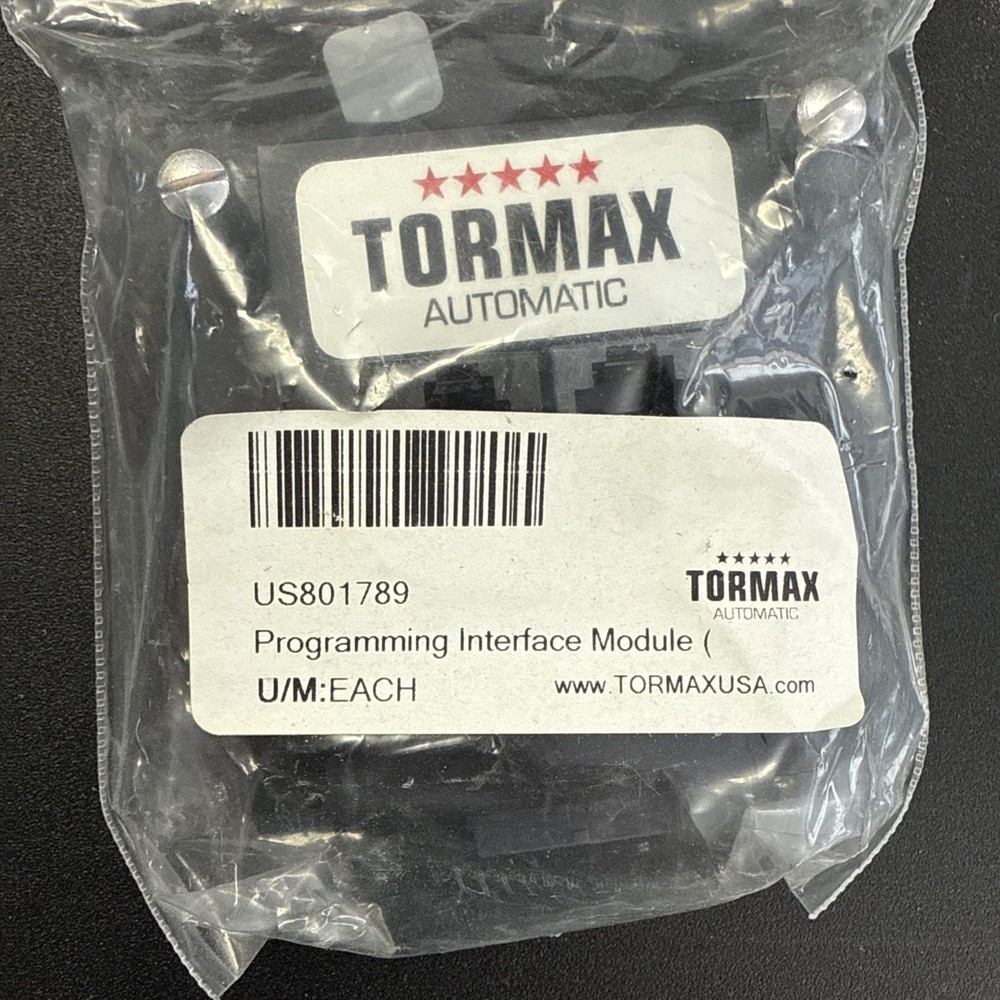 TORMAX
AUTOMATIC
US801789
TORMAX
AUTOMATIC
Programming Interface Module (
U/M:EACH
www.TORMAXUSA.com